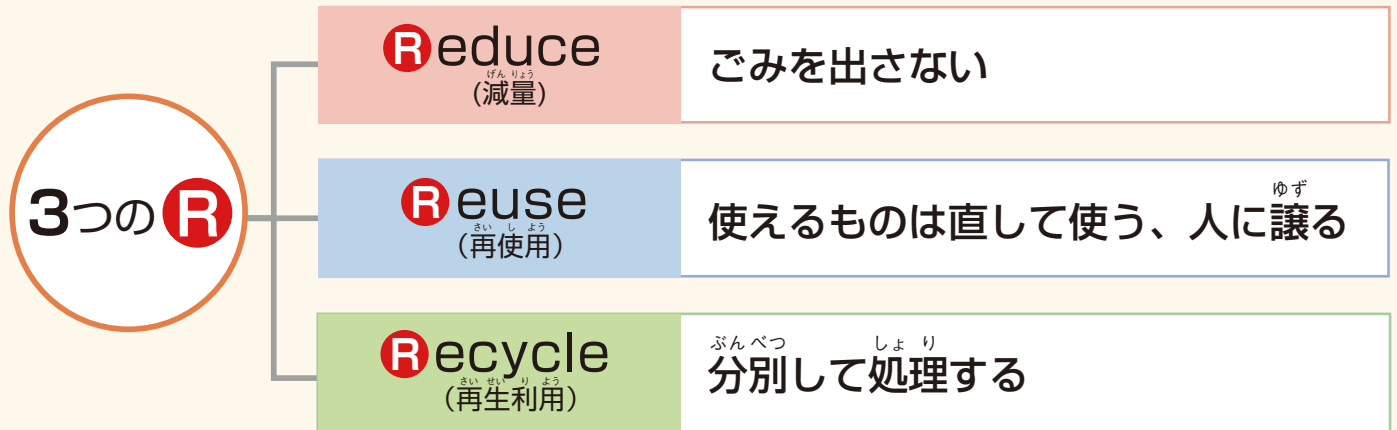 3つのR
Reduce
げんりょう
(減量)
ごみを出さない
Reuse
さいしよう
(再使用)
ゆず
使えるものは直して使う、人に譲る
Recycle
さいせいりよう
(再生利用)
ぶんべつ しょり
分別して処理する